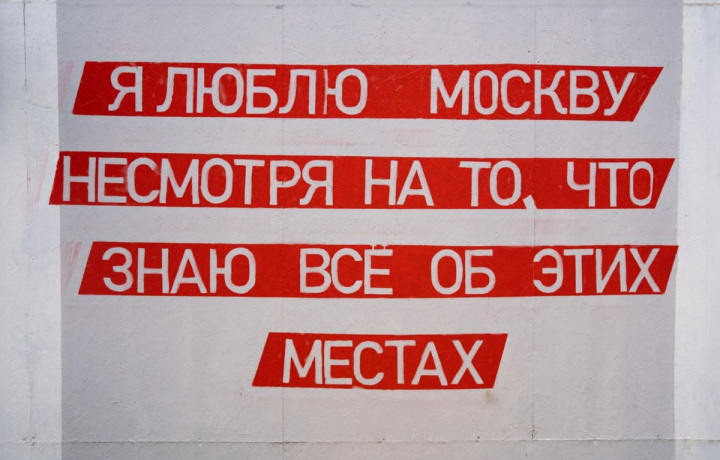 Я ЛЮБЛЮ МОСКВУ
НЕСМОТРЯ НА ТО, ЧТО
ЗНАЮ ВСЁ ОБ ЭТИХ
МЕСТАХ